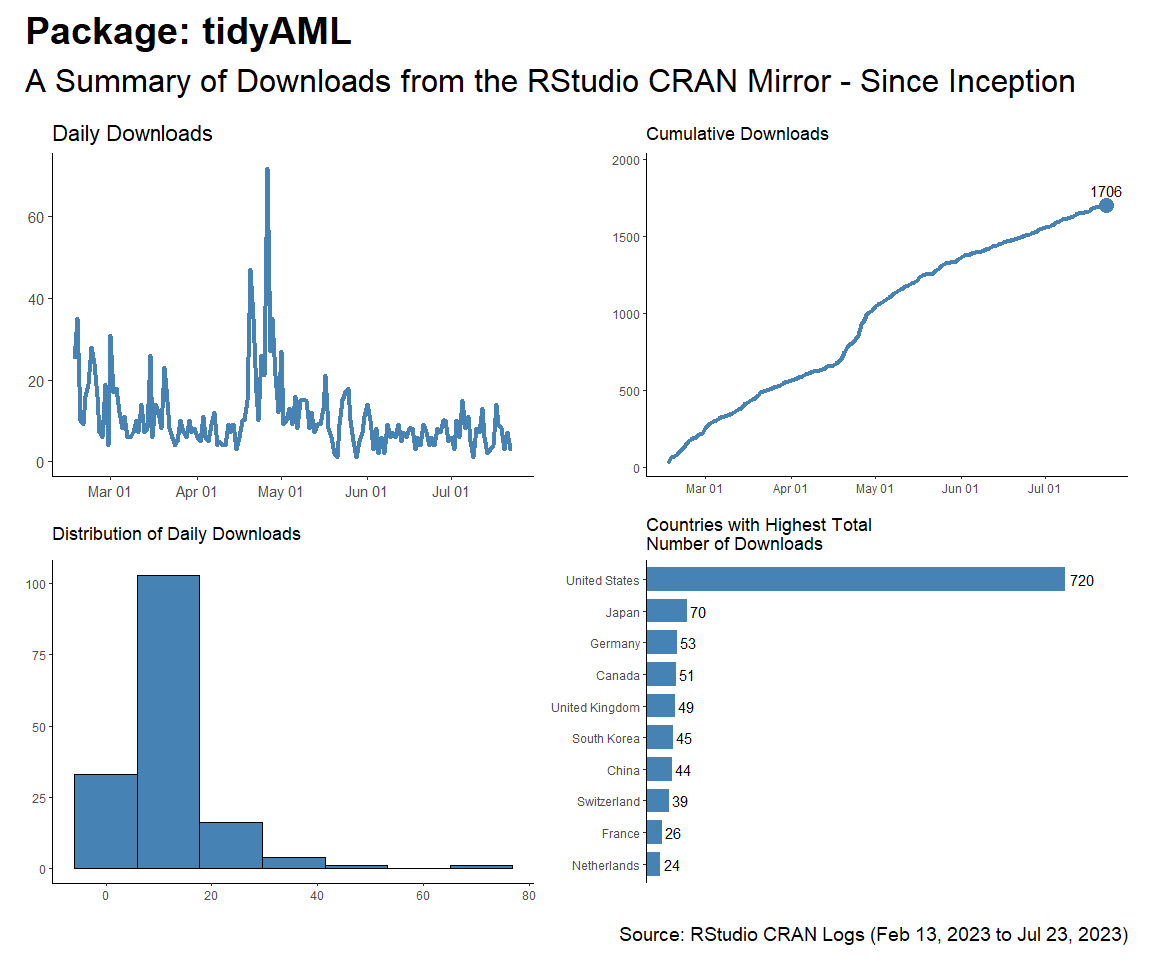 Package: tidyAML
A Summary of Downloads from the RStudio CRAN Mirror - Since Inception
Daily Downloads
60
40
20
0
Mar 01 Apr 01 May 01 Jun 01 Jul 01
Cumulative Downloads
2000
1500
1000
500
0
1706
Mar 01 Apr 01 May 01 Jun 01 Jul 01
Distribution of Daily Downloads
100
75
50
25
0
0 20 40 60 80
Countries with Highest Total
Number of Downloads
United States 720
Japan 70
Germany 53
Canada 51
United Kingdom 49
South Korea 45
China 44
Switzerland 39
France 26
Netherlands 24
Source: RStudio CRAN Logs (Feb 13, 2023 to Jul 23, 2023)